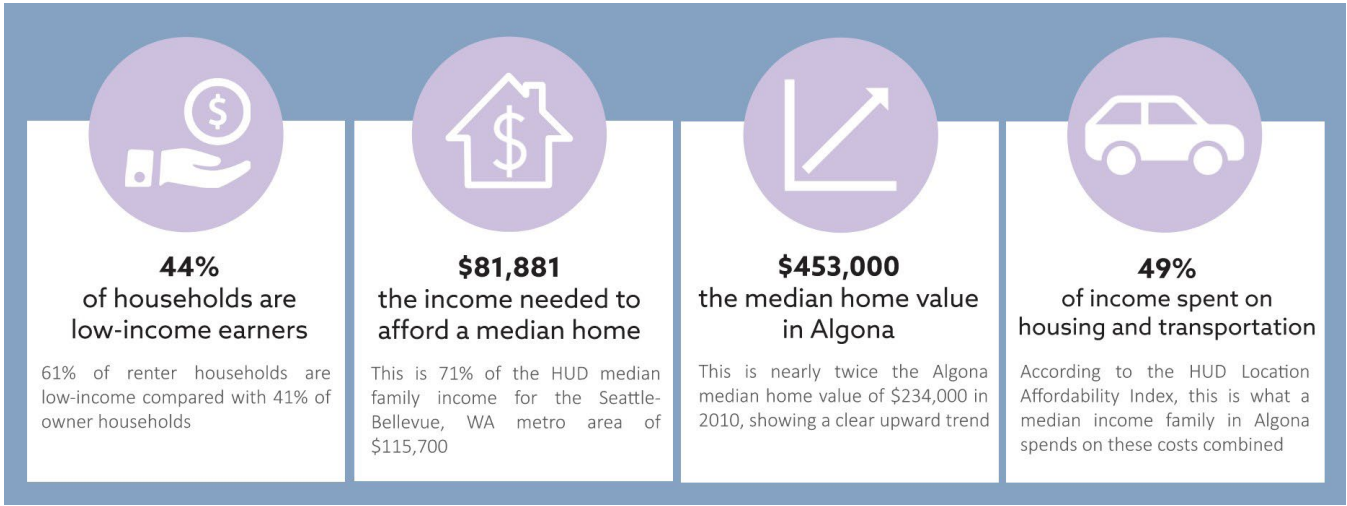 $
44%
of households are
low-income earners
61% of renter households are
low-income compared with 41% of
owner households
$
$81,881
the income needed to
afford a median home
This is 71% of the HUD median
family income for the Seattle-
Bellevue, WA metro area of
$115,700
$453,000
the median home value
in Algona
This is nearly twice the Algona
median home value of $234,000 in
2010, showing a clear upward trend
49%
of income spent on
housing and transportation
According to the HUD Location
Affordability Index, this is what a
median income family in Algona
spends on these costs combined